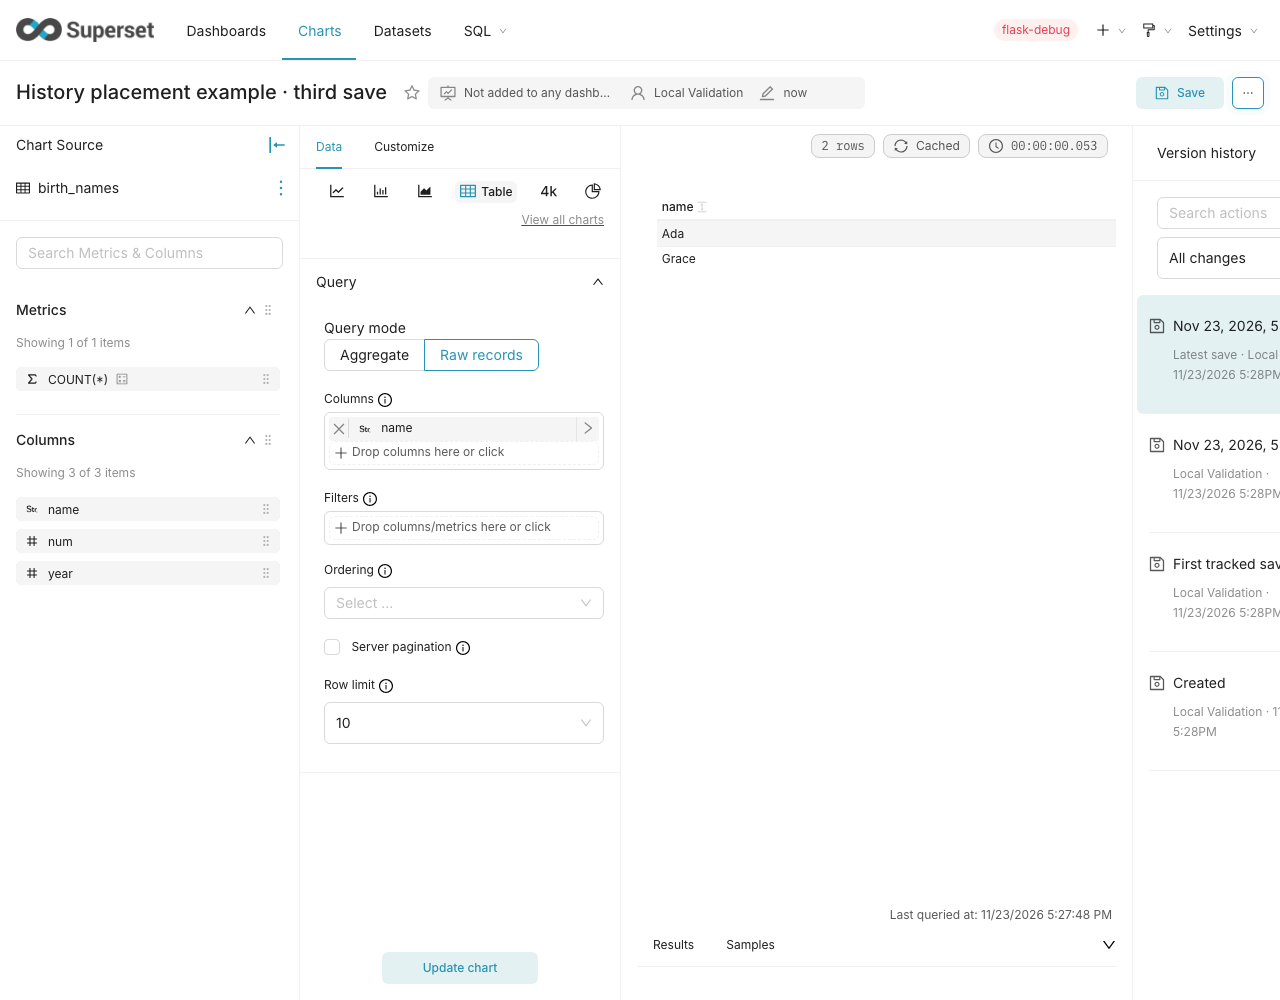 Superset
Dashboards
Charts
Datasets
SQL
flask-debug
Settings
History placement example · third save
Not added to any dashb...
Local Validation
now
Save
Chart Source
birth_names
Search Metrics & Columns
Metrics
Showing 1 of 1 items
COUNT(*)
Columns
Showing 3 of 3 items
Str.
name
num
year
Data
Customize
Table
4k
View all charts
Query
Query mode
Aggregate
Raw records
Columns
Str.
name
Drop columns here or click
Filters
Drop columns/metrics here or click
Ordering
Select ...
Server pagination
Row limit
10
Update chart
2 rows
Cached
00:00:00.053
name
Ada
Grace
Last queried at: 11/23/2026 5:27:48 PM
Results
Samples
Version history
Search actions
All changes
Nov 23, 2026, 5
Latest save · Local
11/23/2026 5:28PM
Nov 23, 2026, 5
Local Validation ·
11/23/2026 5:28PM
First tracked sav
Local Validation ·
11/23/2026 5:28PM
Created
Local Validation · 11
5:28PM